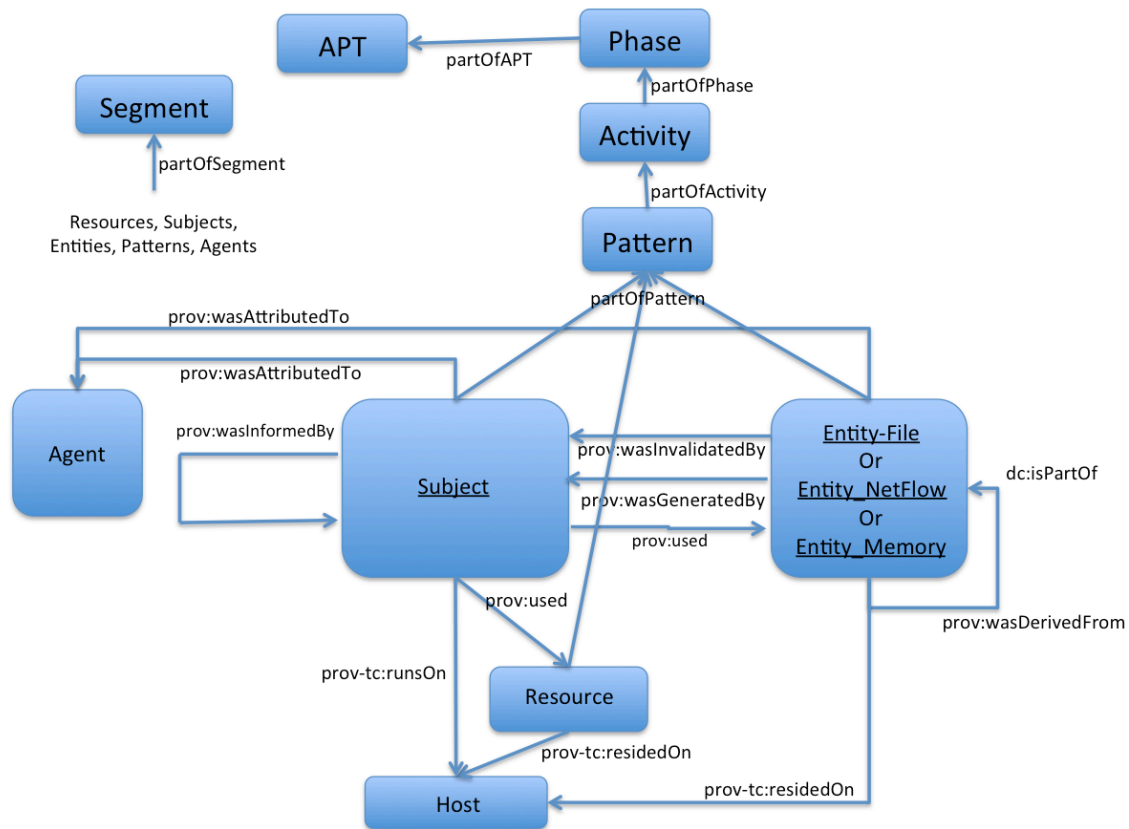 APT
Phase
partOfAPT
partOfPhase
Segment
Activity
partOfSegment
partOfActivity
Resources, Subjects,
Entities, Patterns, Agents
Pattern
partOfPattern
prov:wasAttributedTo
prov:wasAttributedTo
Agent
prov:wasInformedBy
Subject
prov:wasInvalidatedBy
prov:wasGeneratedBy
prov:used
Entity-File
Or
Entity_NetFlow
Or
Entity_Memory
dc:isPartOf
prov:used
prov:wasDerivedFrom
prov-tc:runsOn
Resource
prov-tc:residedOn
prov-tc:residedOn
Host